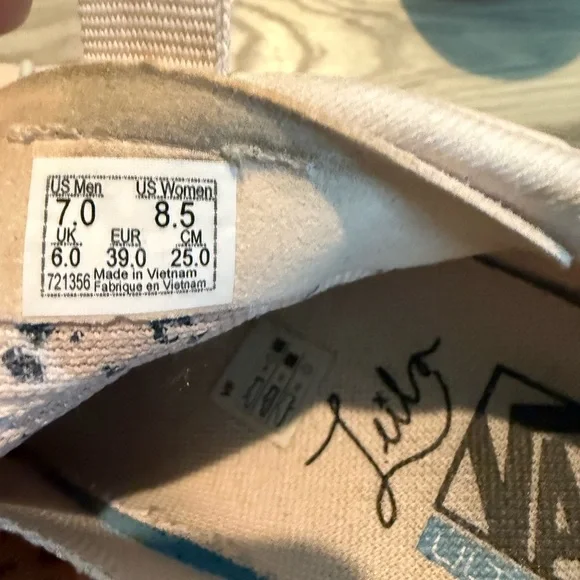 US Men US Women
7.0 8.5
UK EUR CM
6.0 39.0 25.0
721356 Made in Vietnam
Fabrique en Vietnam
VA